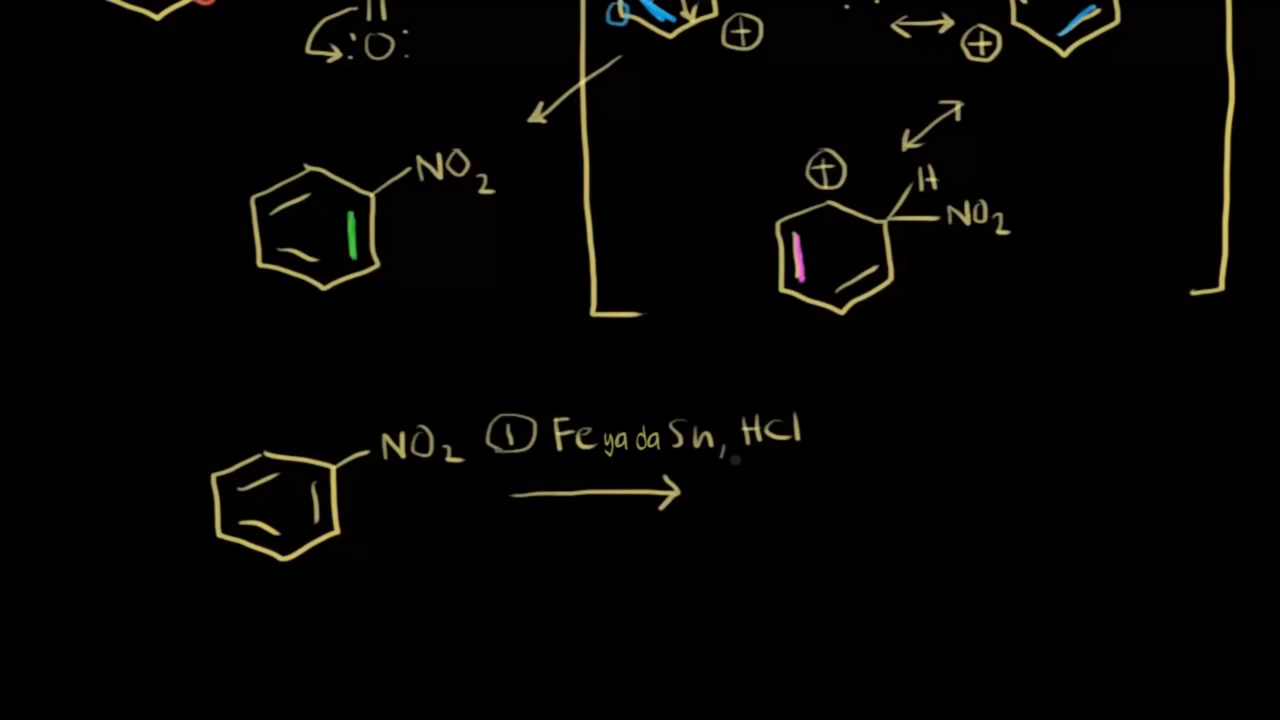 :O:
+
+
NO2
+
H
NO2
NO2 1 Fe ya da Sn, HCl